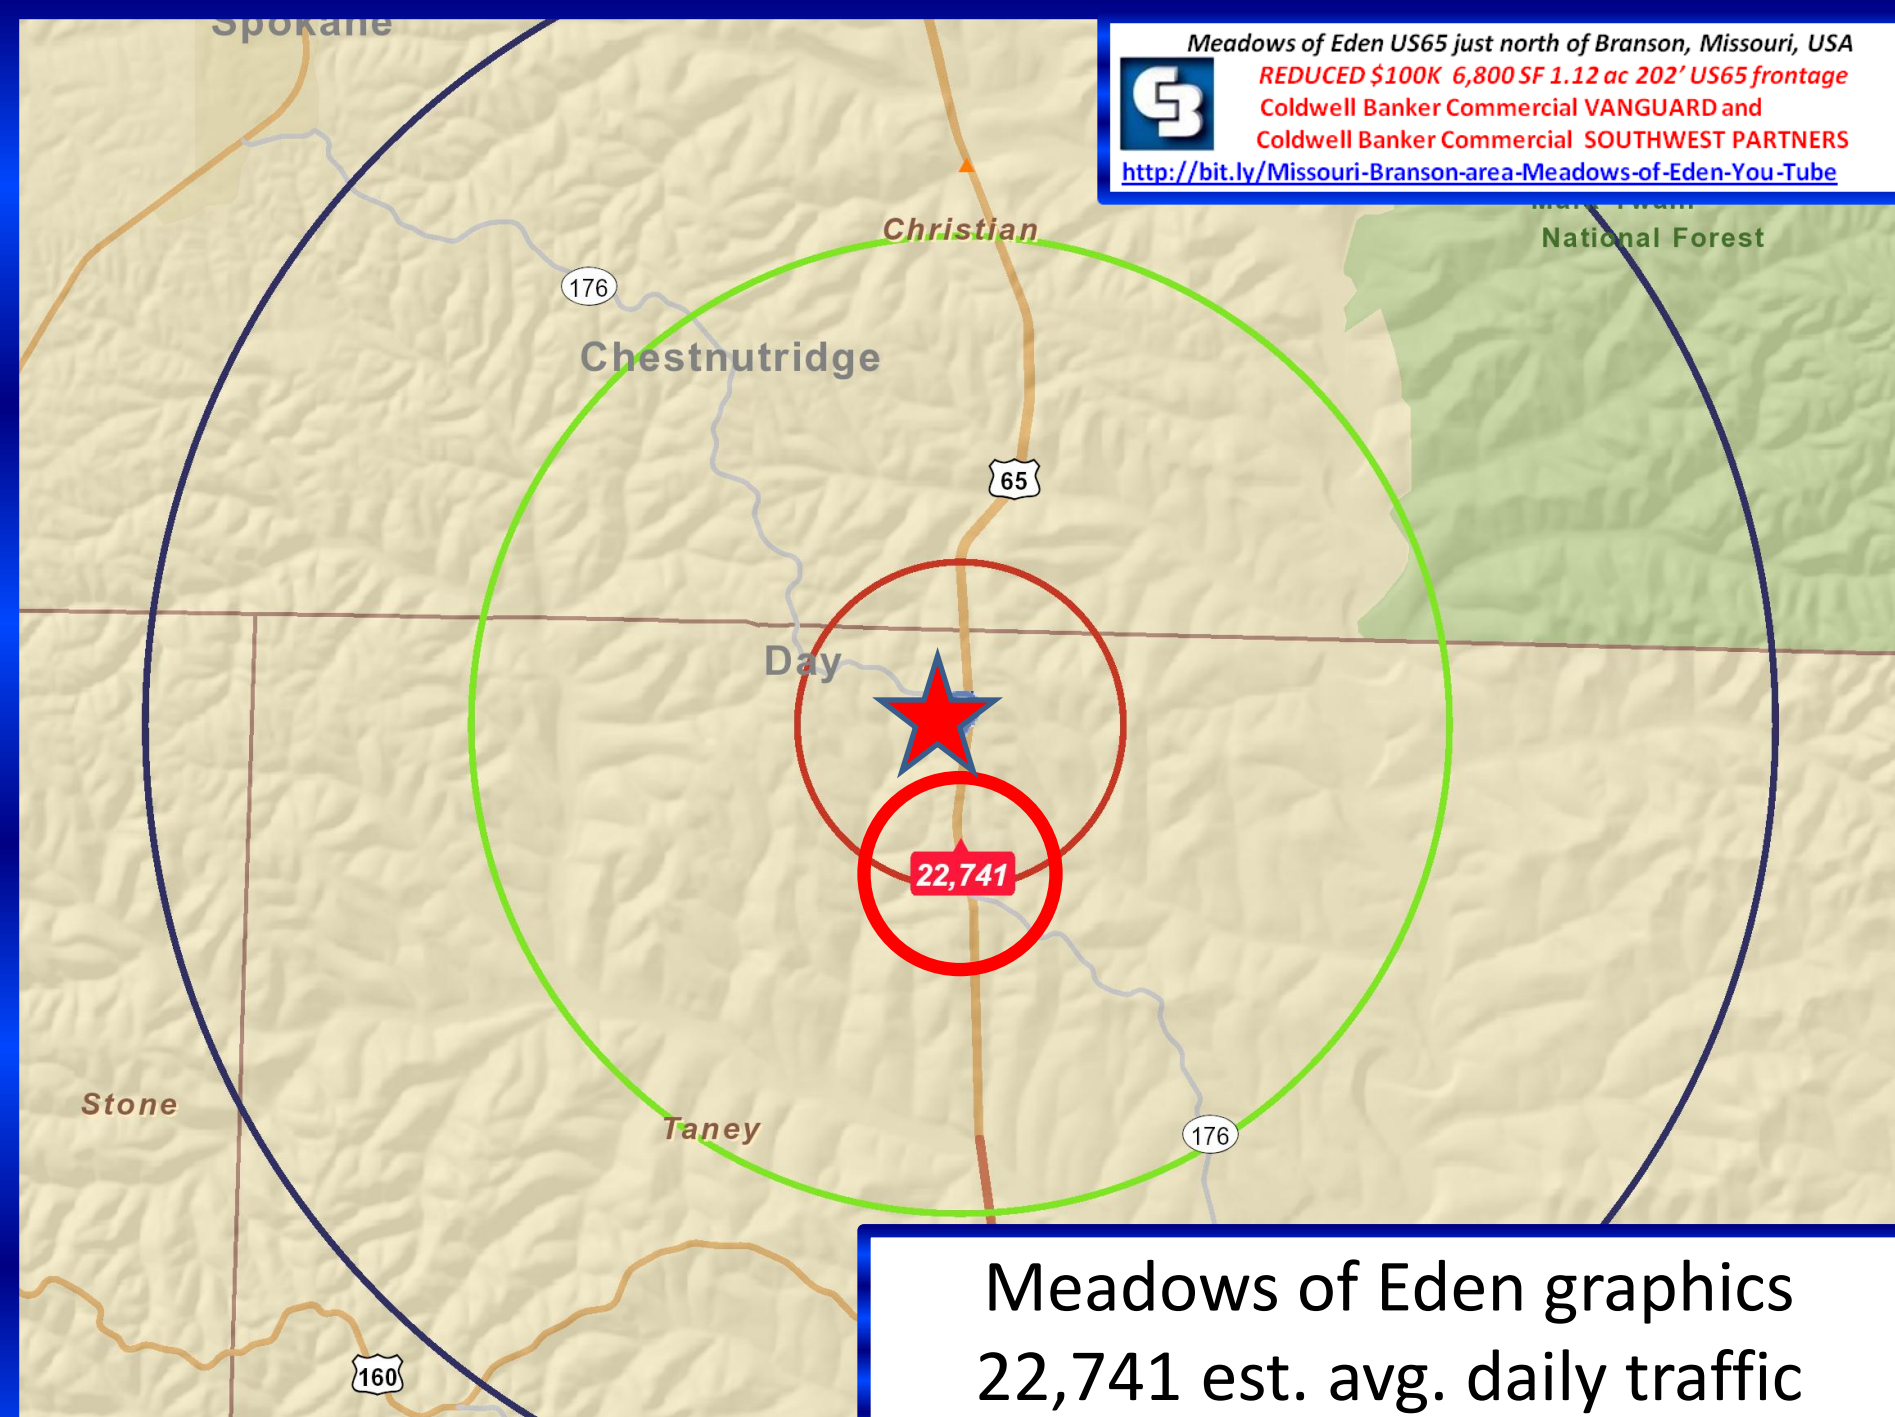 Spokane
Meadows of Eden US65 just north of Branson, Missouri, USA
REDUCED $100K 6,800 SF 1.12 ac 202' US65 frontage
Coldwell Banker Commercial VANGUARD and
Coldwell Banker Commercial SOUTHWEST PARTNERS
http://bit.ly/Missouri-Branson-area-Meadows-of-Eden-You-Tube
CB
Mark Twain
National Forest
Christian
176
Chestnutridge
65
Day
22,741
Stone
Taney
176
160
Meadows of Eden graphics
22,741 est. avg. daily traffic